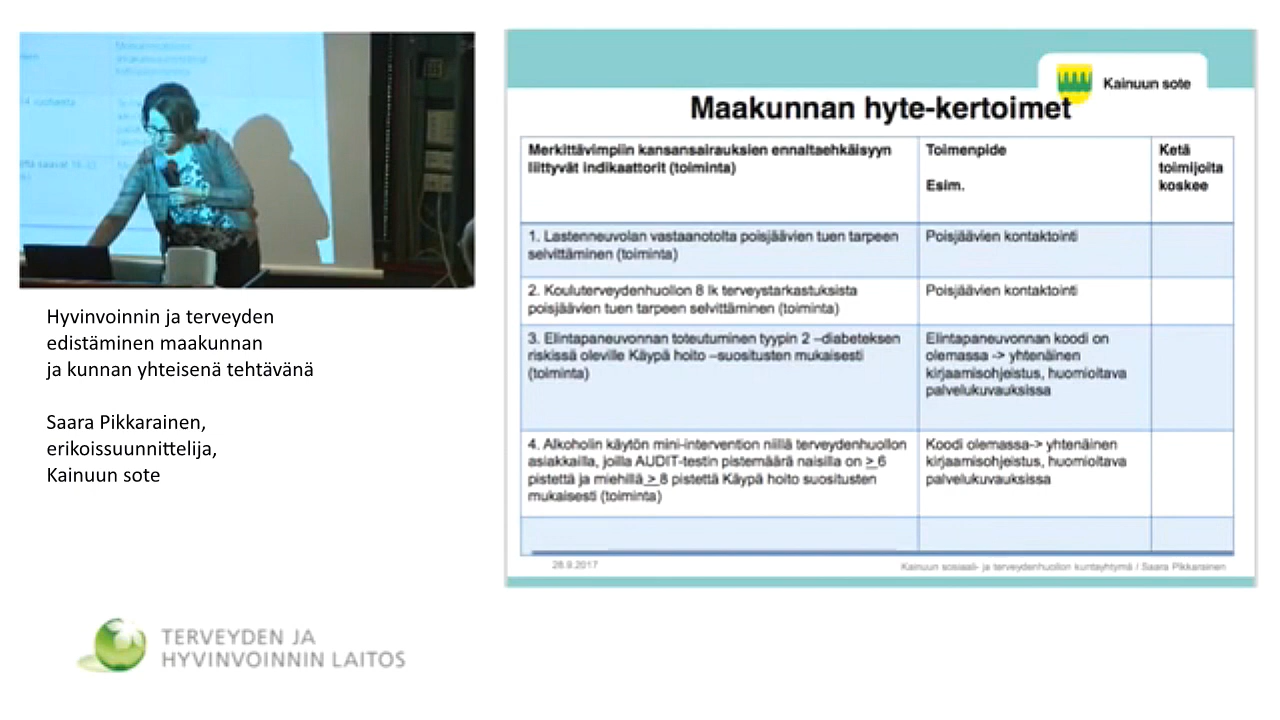 Hyvinvoinnin ja terveyden
edistäminen maakunnan
ja kunnan yhteisenä tehtävänä
Saara Pikkarainen,
erikoissuunnittelija,
Kainuun sote
TERVEYDEN JA
HYVINVOINNIN LAITOS
Kainuun sote
Maakunnan hyte-kertoimet
Merkittävimpiin kansansairauksien ennaltaehkäisyyn
liittyvät indikaattorit (toiminta)
Toimenpide
Esim.
Ketä
toimijoita
koskee
1. Lastenneuvolan vastaanotolta poisjäävien tuen tarpeen
selvittäminen (toiminta)
Poisjäävien kontaktointi
2. Kouluterveydenhuollon 8 lk terveystarkastuksista
poisjäävien tuen tarpeen selvittäminen (toiminta)
Poisjäävien kontaktointi
3. Elintapaneuvonnan toteutuminen tyypin 2 –diabeteksen
riskissä oleville Käypä hoito –suositusten mukaisesti
(toiminta)
Elintapaneuvonnan koodi on
olemassa -> yhtenäinen
kirjaamisohjeistus, huomioitava
palvelukuvauksissa
4. Alkoholin käytön mini-intervention niillä terveydenhuollon
asiakkailla, joilla AUDIT-testin pistemäärä naisilla on > 6
pistettä ja miehillä > 8 pistettä Käypä hoito suositusten
mukaisesti (toiminta)
Koodi olemassa-> yhtenäinen
kirjaamisohjeistus, huomioitava
palvelukuvauksissa
28.9.2017
Kainuun sosiaali- ja terveydenhuollon kuntayhtymä / Saara Pikkarainen